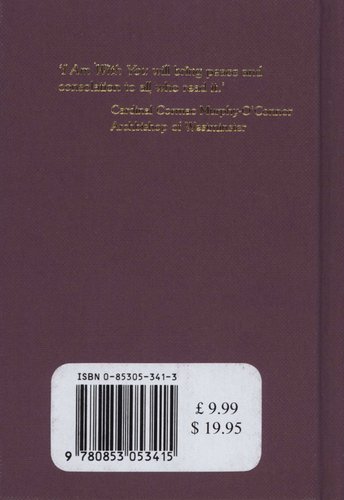 'I Am With You will bring peace and
consolation to all who read it.'
Cardinal Cormac Murphy-O'Connor
Archbishop of Westminster
ISBN 0-85305-341-3
£ 9.99
$ 19.95
9 780853 053415